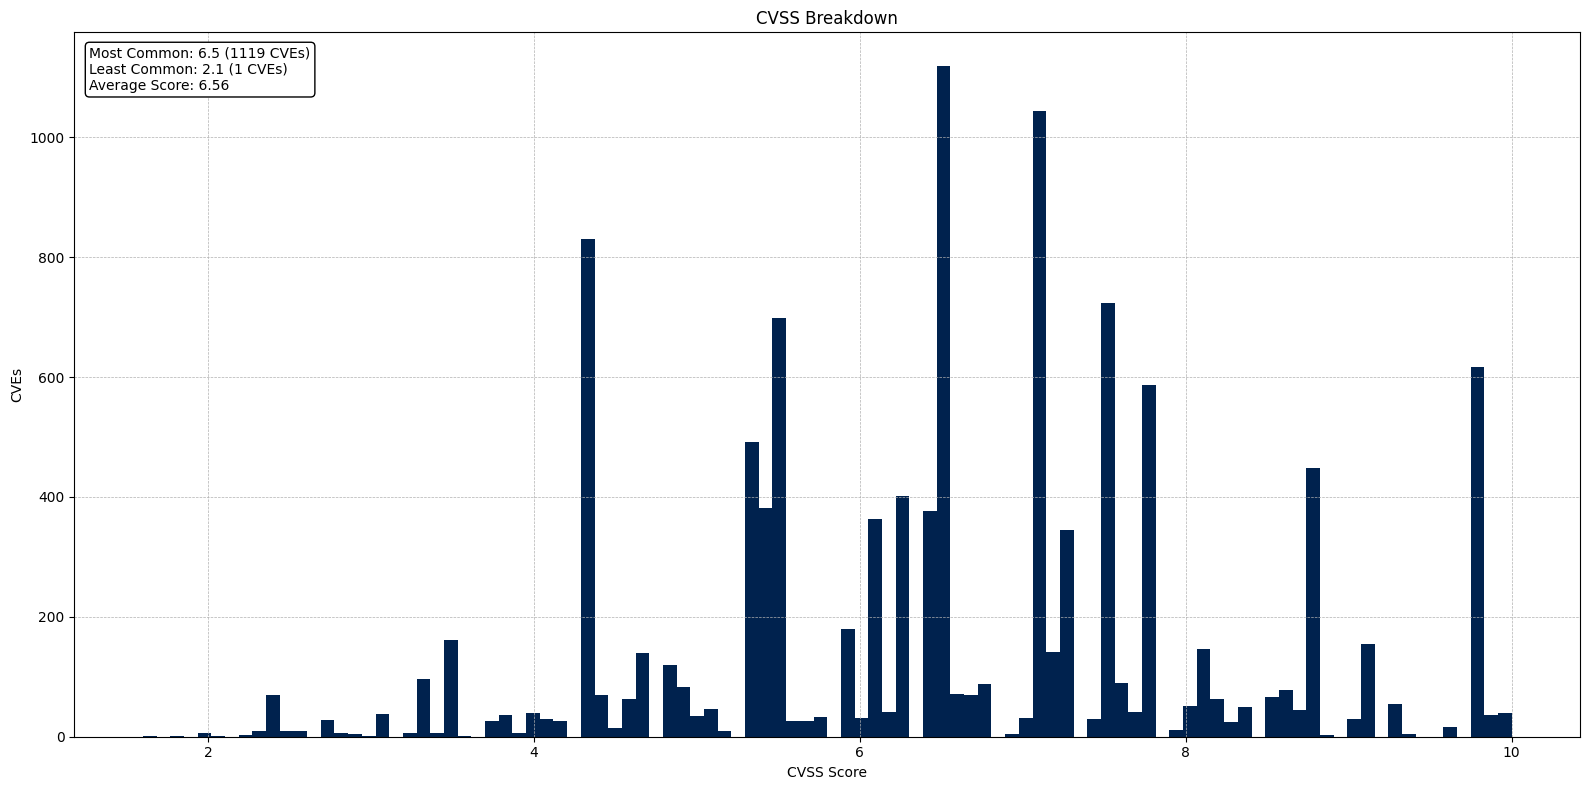 CVSS Breakdown
Most Common: 6.5 (1119 CVEs)
Least Common: 2.1 (1 CVEs)
Average Score: 6.56
1000
800
600
400
200
0
CVEs
2
4
6
8
10
CVSS Score